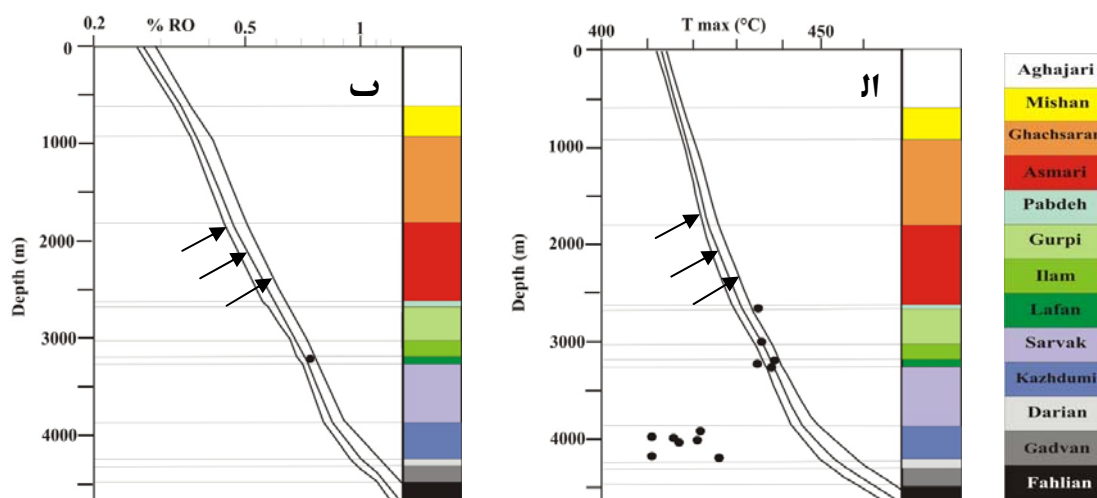 % RO
0.2 0.5 1
0
1000
2000
3000
4000
Depth (m)
ب
T max (°C)
400 450
0
1000
2000
3000
4000
Depth (m)
الـ
Aghajari
Mishan
Ghachsaran
Asmari
Pabdeh
Gurpi
Ilam
Lafan
Sarvak
Kazhdumi
Darian
Gadvan
Fahlian